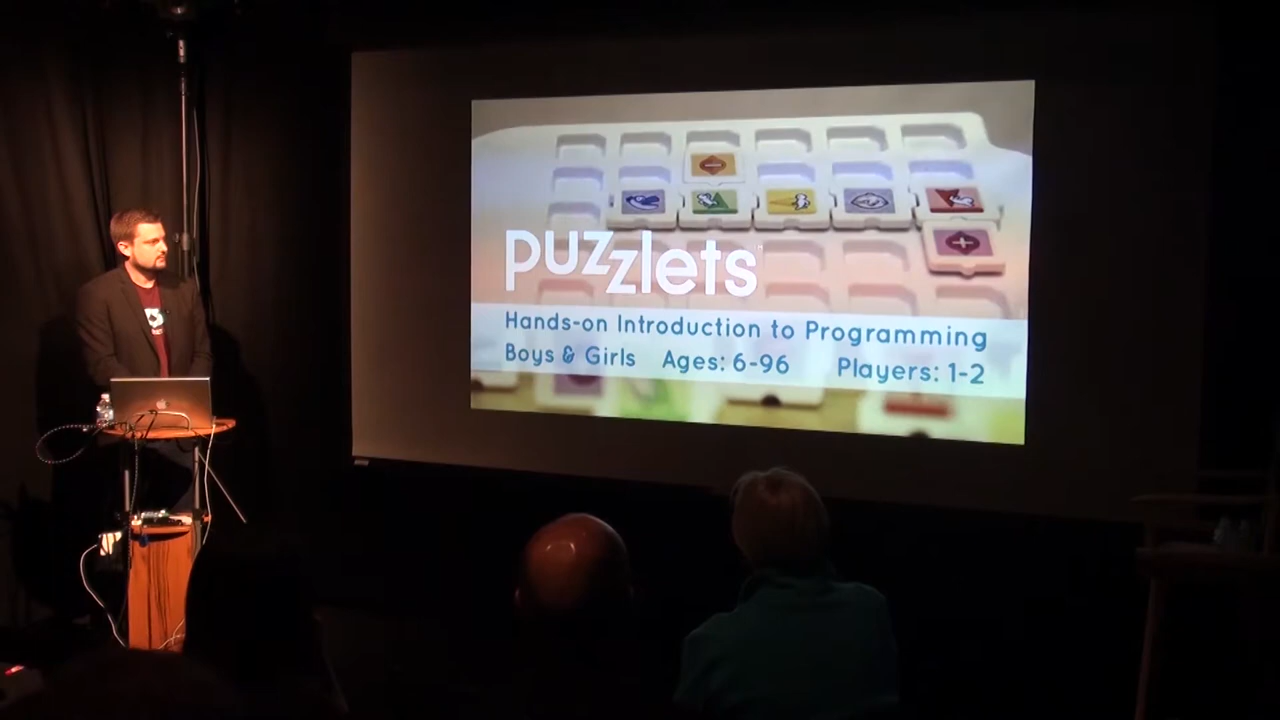 puzzlets
Hands-on Introduction to Programming
Boys & Girls Ages: 6-96 Players: 1-2